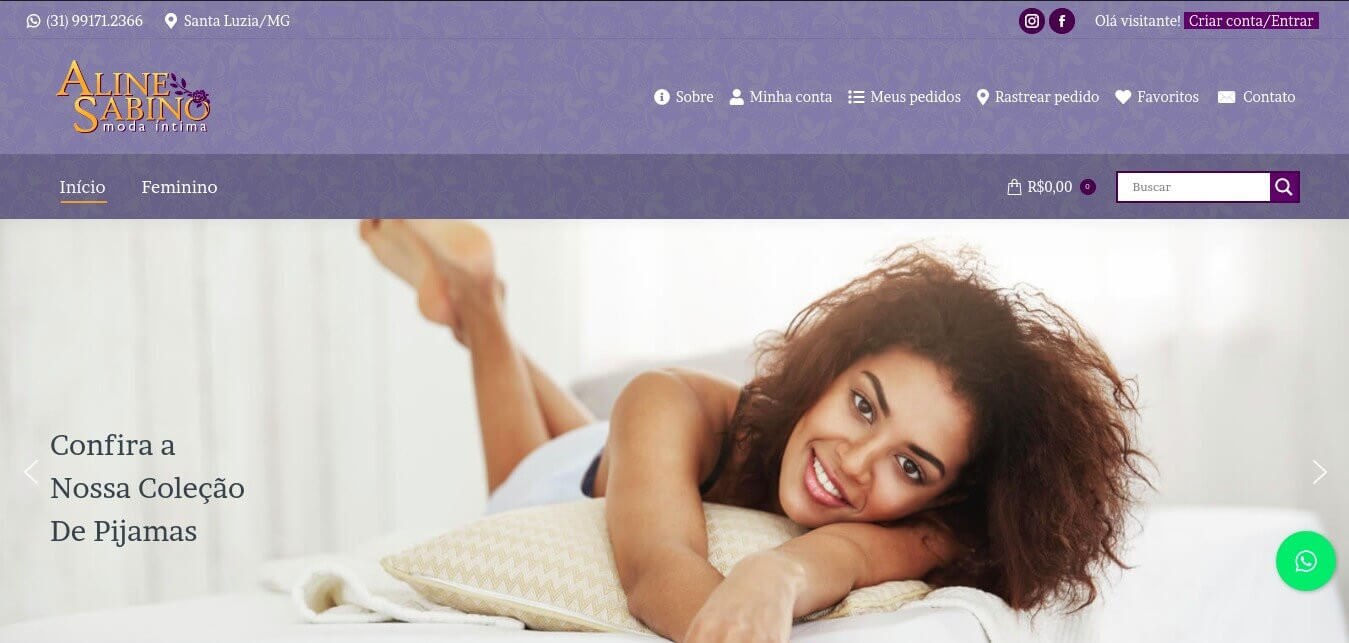 (31) 99171.2366
Santa Luzia/MG
Olá visitante! Criar conta/Entrar
ALINE
SABINO
moda íntima
Sobre
Minha conta
Meus pedidos
Rastrear pedido
Favoritos
Contato
Início
Feminino
R$0,00
0
Buscar
Confira a
Nossa Coleção
De Pijamas